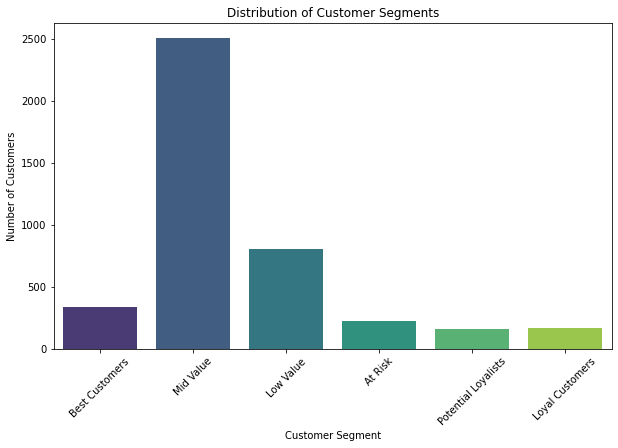 Distribution of Customer Segments
Number of Customers
2500
2000
1500
1000
500
0
Best Customers
Mid Value
Low Value
At Risk
Potential Loyalists
Loyal Customers
Customer Segment